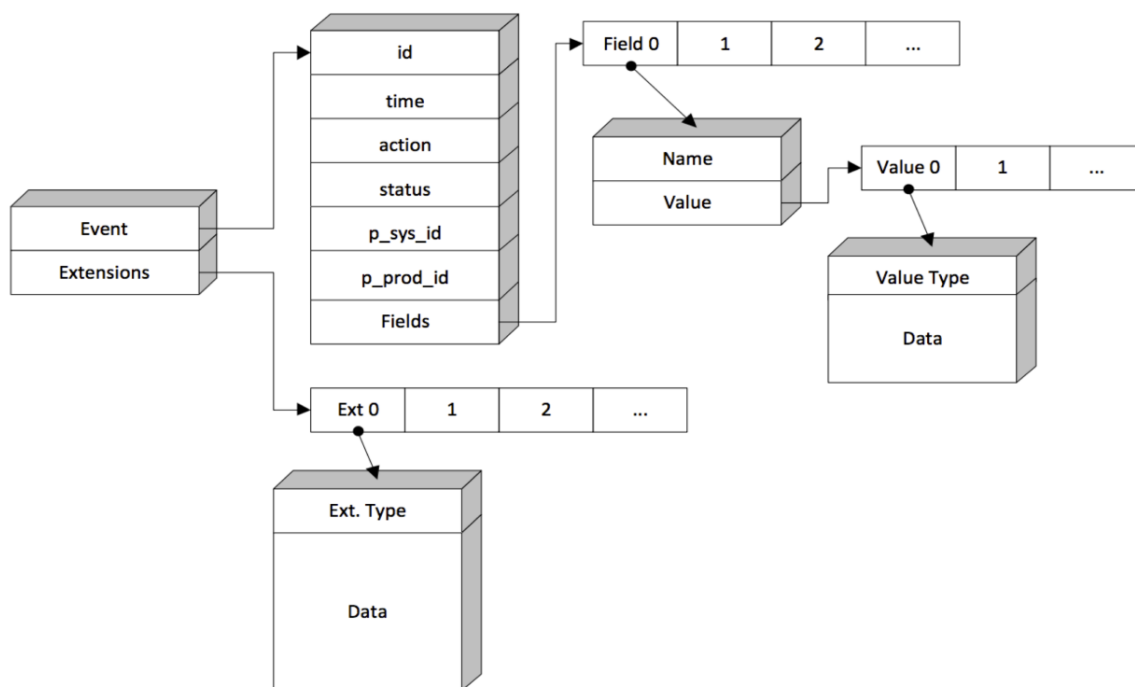 Event
Extensions
id
time
action
status
p_sys_id
p_prod_id
Fields
Field 0 1 2 ...
Name
Value
Value 0 1 ...
Value Type
Data
Ext 0 1 2 ...
Ext. Type
Data